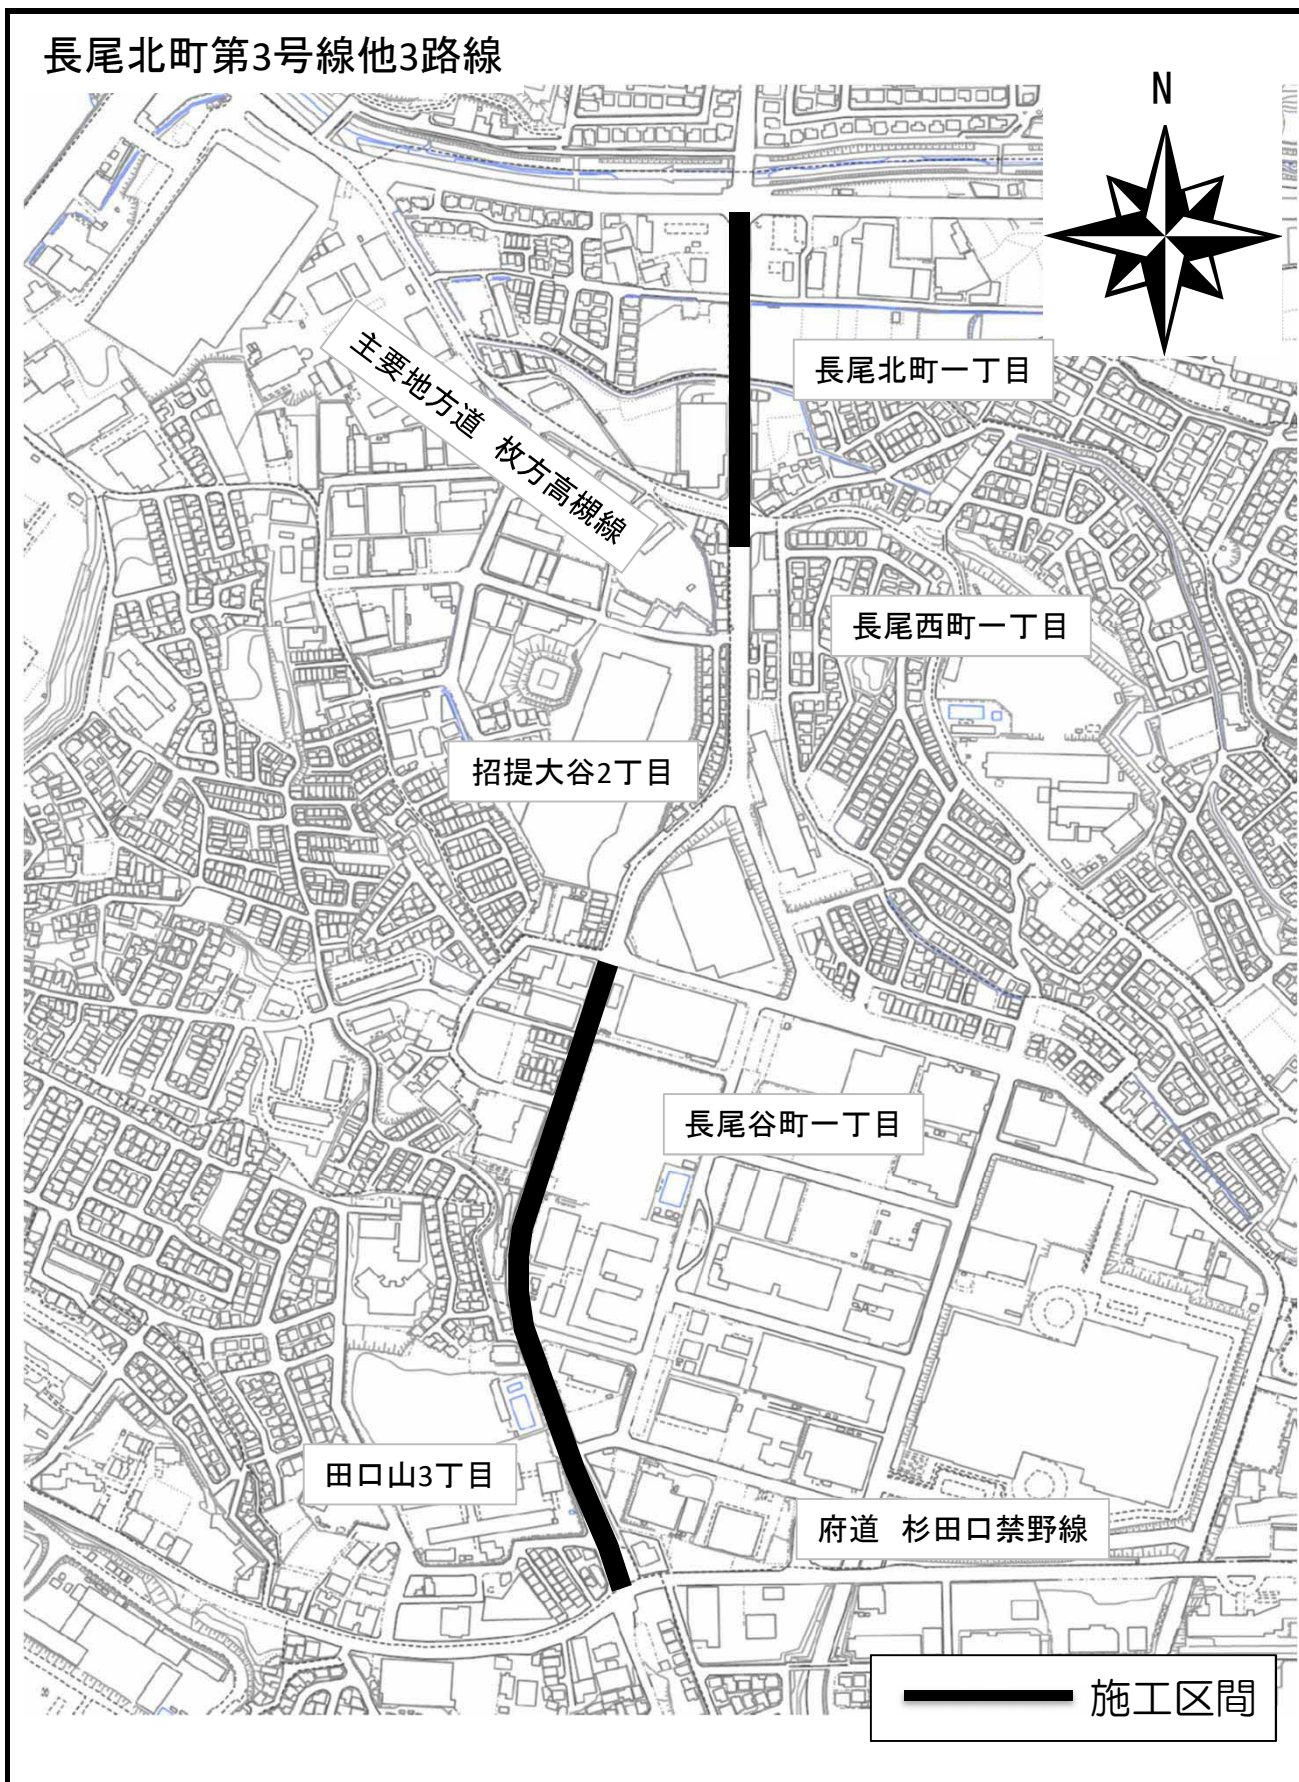 長尾北町第3号線他3路線
N
長尾北町一丁目
主要地方道 枚方高槻線
長尾西町一丁目
招提大谷2丁目
長尾谷町一丁目
田口山3丁目
府道 杉田口禁野線
施工区間